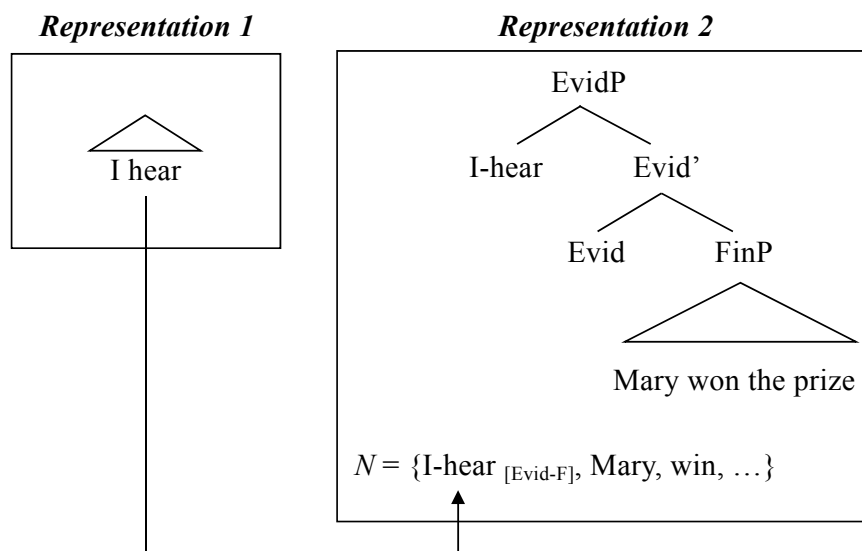 Representation 1
Representation 2
EvidP
I hear
I-hear Evid’
Evid FinP
Mary won the prize
N = {I-hear [Evid-F], Mary, win, …}